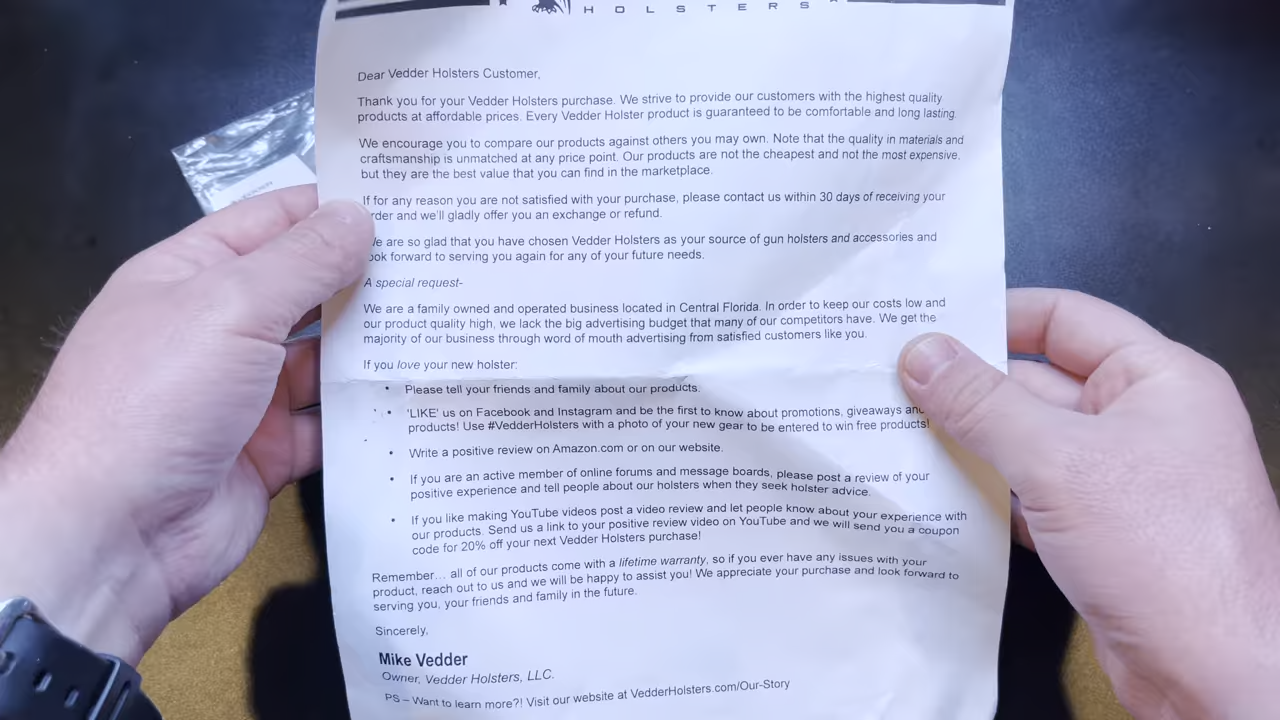 HOLSTERS
Dear Vedder Holsters Customer,
Thank you for your Vedder Holsters purchase. We strive to provide our customers with the highest quality
products at affordable prices. Every Vedder Holster product is guaranteed to be comfortable and long lasting.
We encourage you to compare our products against others you may own. Note that the quality in materials and
craftsmanship is unmatched at any price point. Our products are not the cheapest and not the most expensive,
but they are the best value that you can find in the marketplace.
If for any reason you are not satisfied with your purchase, please contact us within 30 days of receiving your
rder and we'll gladly offer you an exchange or refund.
e are so glad that you have chosen Vedder Holsters as your source of gun holsters and accessories and
ook forward to serving you again for any of your future needs.
A special request-
We are a family owned and operated business located in Central Florida. In order to keep our costs low and
our product quality high, we lack the big advertising budget that many of our competitors have. We get the
majority of our business through word of mouth advertising from satisfied customers like you.
If you love your new holster:
• Please tell your friends and family about our products.
• 'LIKE' us on Facebook and Instagram and be the first to know about promotions, giveaways and
products! Use #VedderHolsters with a photo of your new gear to be entered to win free products!
• Write a positive review on Amazon.com or on our website.
• If you are an active member of online forums and message boards, please post a review of your
positive experience and tell people about our holsters when they seek holster advice.
• If you like making YouTube videos post a video review and let people know about your experience with
our products. Send us a link to your positive review video on YouTube and we will send you a coupon
code for 20% off your next Vedder Holsters purchase!
Remember... all of our products come with a lifetime warranty, so if you ever have any issues with your
product, reach out to us and we will be happy to assist you! We appreciate your purchase and look forward to
serving you, your friends and family in the future.
Sincerely,
Mike Vedder
Owner, Vedder Holsters, LLC.
PS – Want to learn more?! Visit our website at VedderHolsters.com/Our-Story